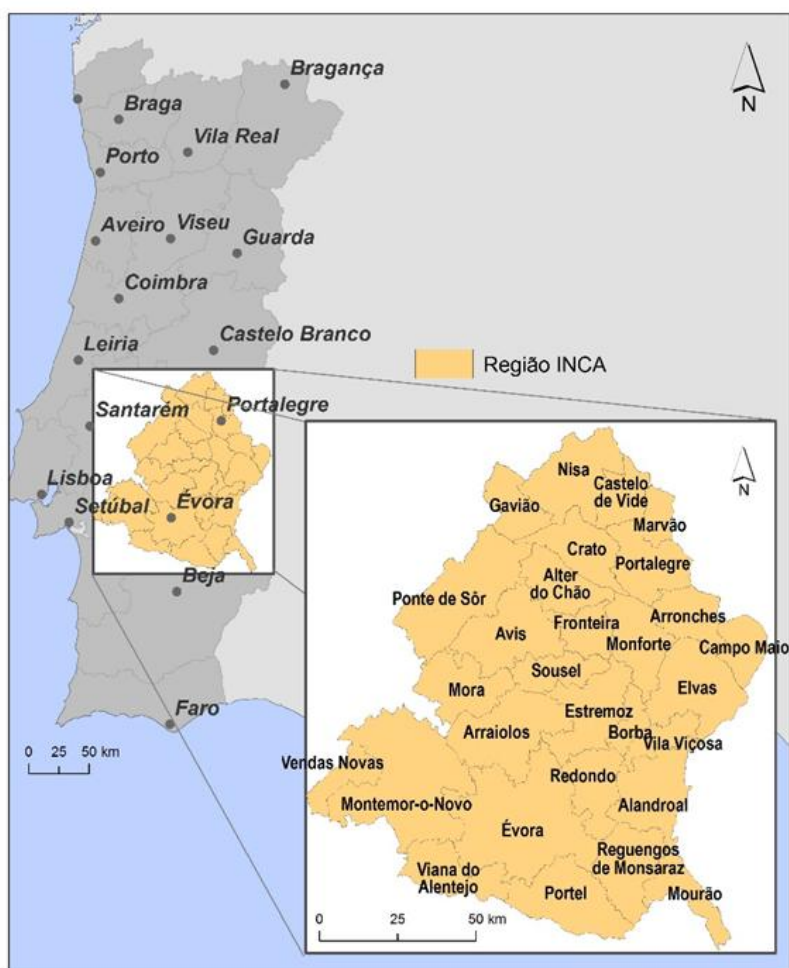 Bragança
Braga
N
Vila Real
Porto
Aveiro
Viseu
Guarda
Coimbra
Castelo Branco
Leiria
Região INCA
Santarém
Portalegre
Lisboa
Évora
Setúbal
Beja
Faro
0 25 50 km
N
Nisa
Castelo
de Vide
Gavião
Marvão
Crato
Portalegre
Alter
do Chão
Ponte de Sôr
Arronches
Fronteira
Avis
Monforte
Campo Maio
Sousel
Elvas
Mora
Estremoz
Arraiolos
Borba
Vila Viçosa
Vendas Novas
Redondo
Montemor-o-Novo
Alandroal
Évora
Reguengos
de Monsaraz
Viana do
Alentejo
Portel
Mourão
0 25 50 km